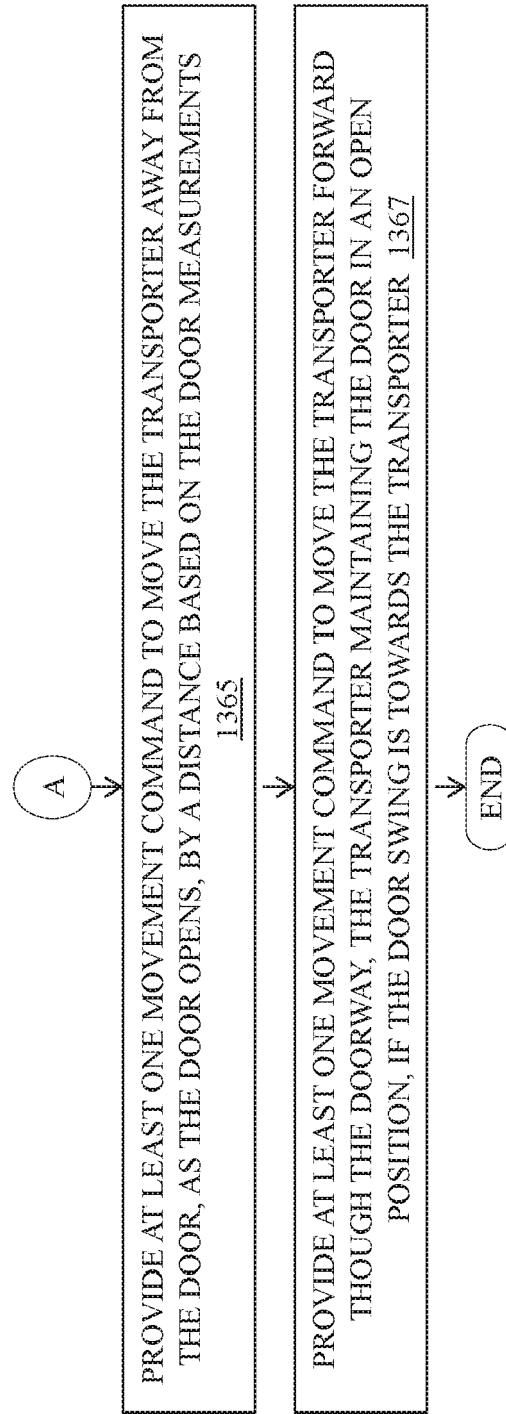 A
PROVIDE AT LEAST ONE MOVEMENT COMMAND TO MOVE THE TRANSPORTER AWAY FROM
THE DOOR, AS THE DOOR OPENS, BY A DISTANCE BASED ON THE DOOR MEASUREMENTS
1365
PROVIDE AT LEAST ONE MOVEMENT COMMAND TO MOVE THE TRANSPORTER FORWARD
THOUGH THE DOORWAY, THE TRANSPORTER MAINTAINING THE DOOR IN AN OPEN
POSITION, IF THE DOOR SWING IS TOWARDS THE TRANSPORTER 1367
END